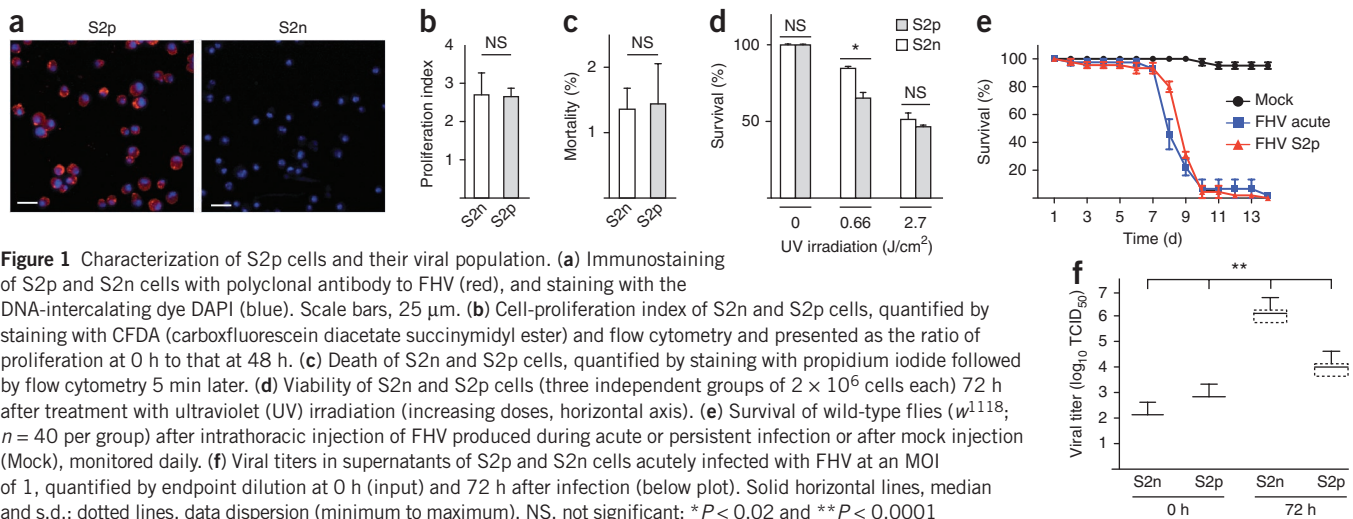 a
S2p
S2n
b
Proliferation index
4
3
2
1
NS
S2n
S2p
c
Mortality (%)
2
1
NS
S2n
S2p
d
S2p
S2n
Survival (%)
100
50
NS
*
NS
0
0.66
2.7
UV irradiation (J/cm²)
e
Survival (%)
100
80
60
40
20
1
3
5
7
9
11
13
Time (d)
Mock
FHV acute
FHV S2p
Figure 1 Characterization of S2p cells and their viral population. (a) Immunostaining
of S2p and S2n cells with polyclonal antibody to FHV (red), and staining with the
DNA-intercalating dye DAPI (blue). Scale bars, 25 μm. (b) Cell-proliferation index of S2n and S2p cells, quantified by
staining with CFDA (carboxfluorescein diacetate succinymidyl ester) and flow cytometry and presented as the ratio of
proliferation at 0 h to that at 48 h. (c) Death of S2n and S2p cells, quantified by staining with propidium iodide followed
by flow cytometry 5 min later. (d) Viability of S2n and S2p cells (three independent groups of 2 × 10⁶ cells each) 72 h
after treatment with ultraviolet (UV) irradiation (increasing doses, horizontal axis). (e) Survival of wild-type flies (w¹¹¹⁸;
n = 40 per group) after intrathoracic injection of FHV produced during acute or persistent infection or after mock injection
(Mock), monitored daily. (f) Viral titers in supernatants of S2p and S2n cells acutely infected with FHV at an MOI
of 1, quantified by endpoint dilution at 0 h (input) and 72 h after infection (below plot). Solid horizontal lines, median
and s.d.; dotted lines, data dispersion (minimum to maximum). NS, not significant; *P < 0.02 and **P < 0.0001
f
Viral titer (log₁₀ TCID₅₀)
7
6
5
4
3
2
1
**
S2n
S2p
S2n
S2p
0 h
72 h